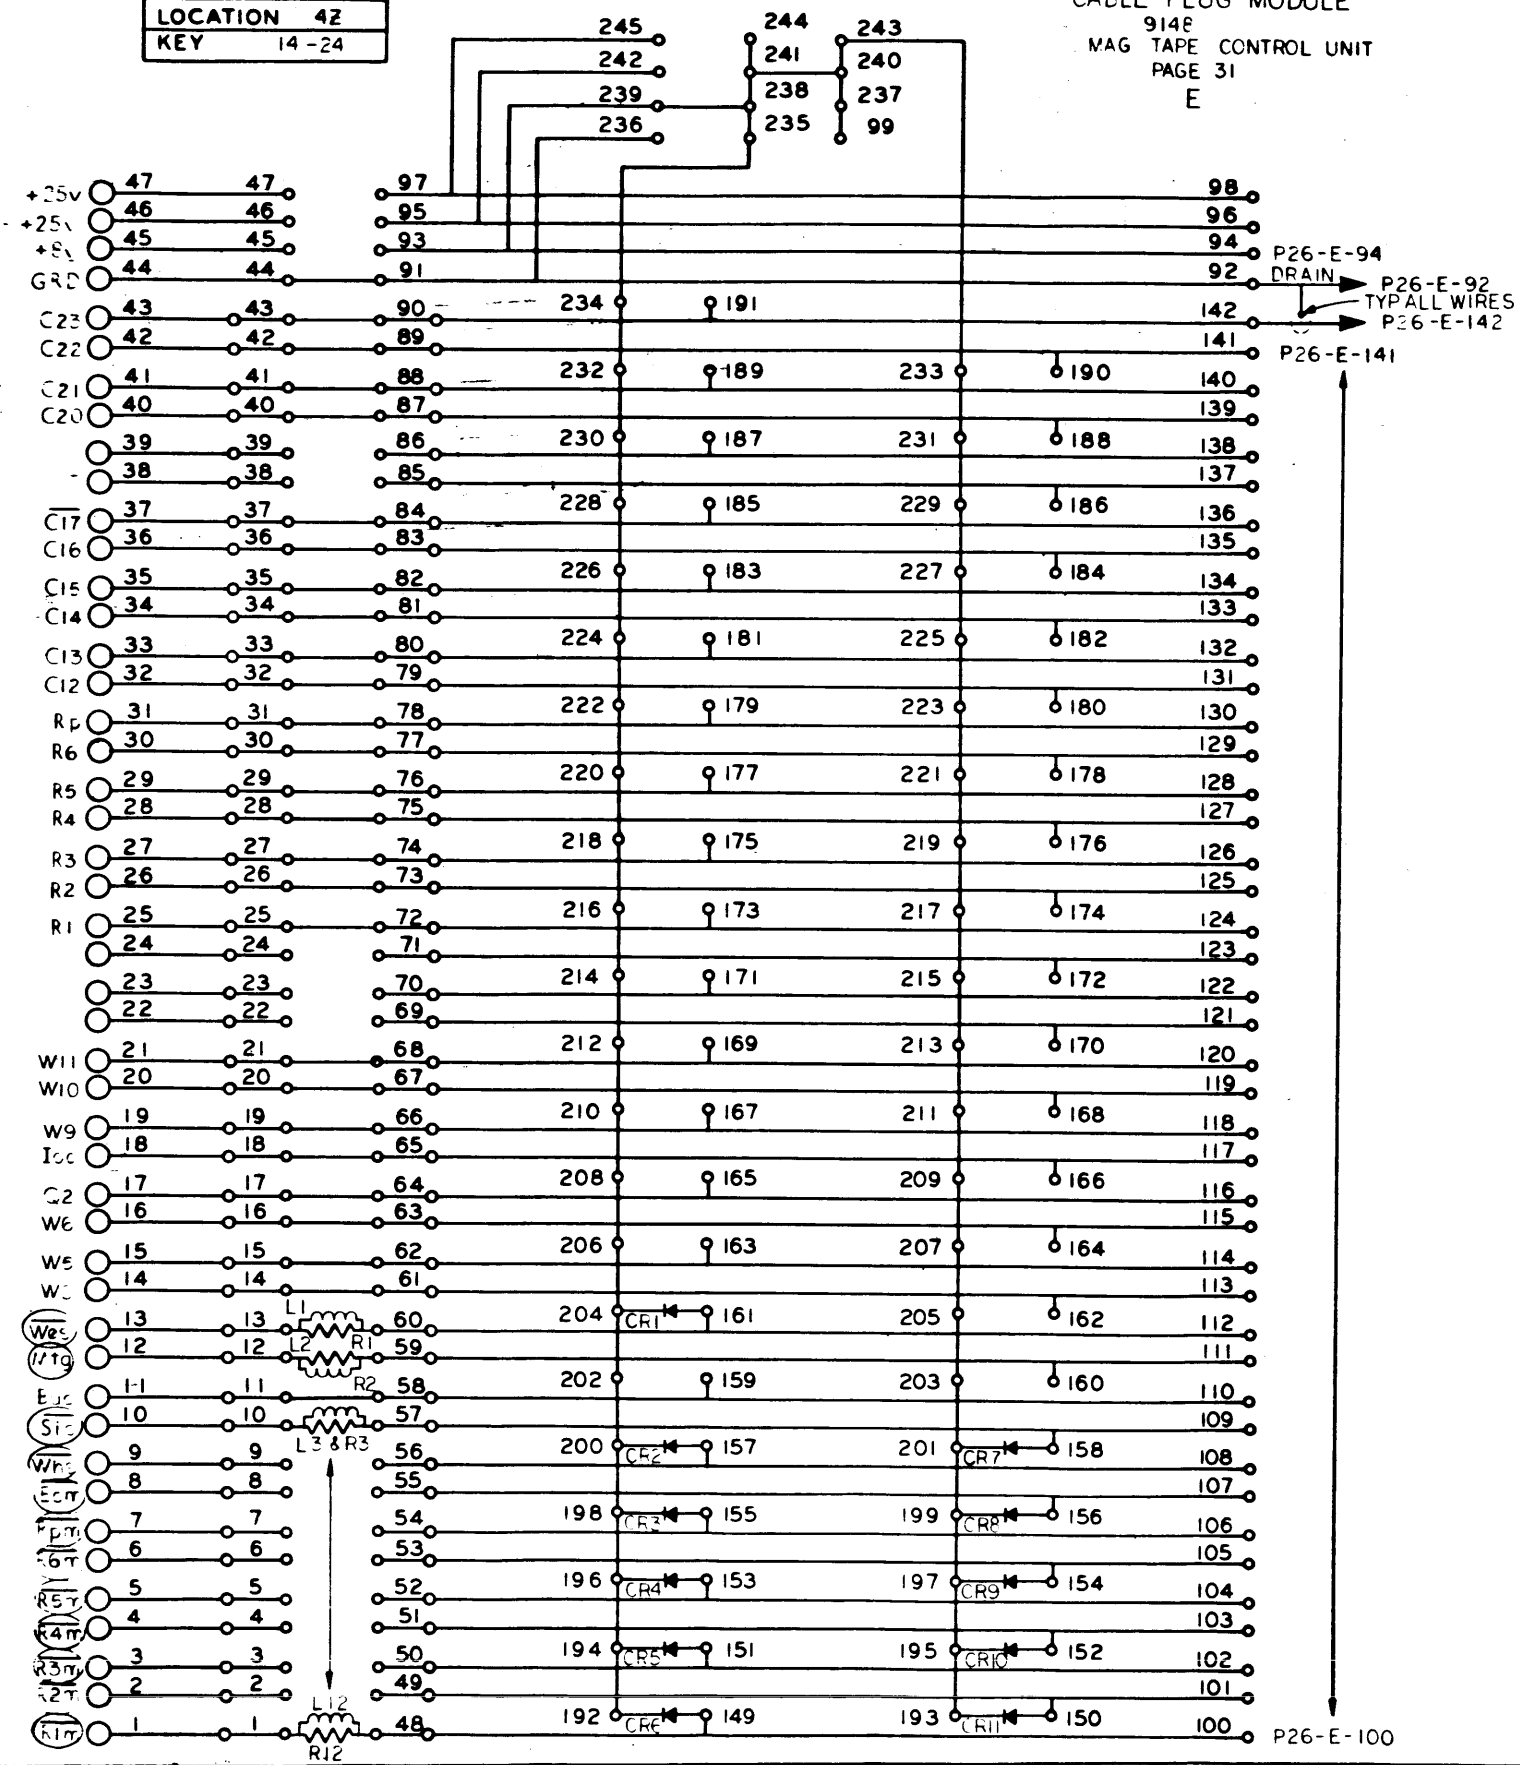 LOCATION 42
KEY 14-24
CABLE PLUG MODULE
9148
MAG TAPE CONTROL UNIT
PAGE 31
E
245 244 243
242 241 240
239 238 237
236 235 99
+25v 47 47 97 98
+25v 46 46 95 96
+8v 45 45 93 94 P26-E-94
GRD 44 44 91 92 DRAIN P26-E-92
TYP ALL WIRES
234 191
C23 43 43 90 142 P26-E-142
C22 42 42 89 141 P26-E-141
232 189 233 190
C21 41 41 88 140
C20 40 40 87 139
230 187 231 188
39 39 86 138
38 38 85 137
228 185 229 186
C17 37 37 84 136
C16 36 36 83 135
226 183 227 184
C15 35 35 82 134
C14 34 34 81 133
224 181 225 182
C13 33 33 80 132
C12 32 32 79 131
222 179 223 180
Rp 31 31 78 130
R6 30 30 77 129
220 177 221 178
R5 29 29 76 128
R4 28 28 75 127
218 175 219 176
R3 27 27 74 126
R2 26 26 73 125
216 173 217 174
R1 25 25 72 124
24 24 71 123
214 171 215 172
23 23 70 122
22 22 69 121
212 169 213 170
W11 21 21 68 120
W10 20 20 67 119
210 167 211 168
W9 19 19 66 118
18 18 65 117
208 165 209 166
Q2 17 17 64 116
W6 16 16 63 115
206 163 207 164
W5 15 15 62 114
14 14 61 113
L1 204 CR1 161 205 162
Wes 13 13 60 112
L2 R1
Mtg 12 12 59 111
R2 202 159 203 160
11 11 58 110
10 10 57 109
L3 & R3
200 CR2 157 201 CR7 158
9 9 56 108
8 8 55 107
198 CR3 155 199 CR8 156
Rpm 7 7 54 106
R6m 6 6 53 105
196 CR4 153 197 CR9 154
R5m 5 5 52 104
R4m 4 4 51 103
194 CR5 151 195 CR10 152
R3m 3 3 50 102
R2m 2 2 49 101
L12 192 CR6 149 193 CR11 150
R1m 1 1 48 100 P26-E-100
R12